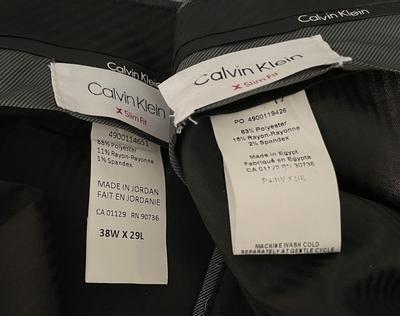 Calvin Klein
Calvin Klein
X Slim Fit
4900114651
88% Polyester
11% Rayon-Rayonne
1% Spandex
MADE IN JORDAN
FAIT EN JORDANIE
CA 01129 RN 90736
38W X 29L
Calvin Klein
Calvin Klein
X Slim Fit
17
PO 4900119426
83% Polyester
15% Rayon-Rayonne
2% Spandex
Made in Egypt
Fabriqué en Egypte
CA 01129 RN 90736
MACHINE WASH COLD
SEPARATELY AT GENTLE CYCLE